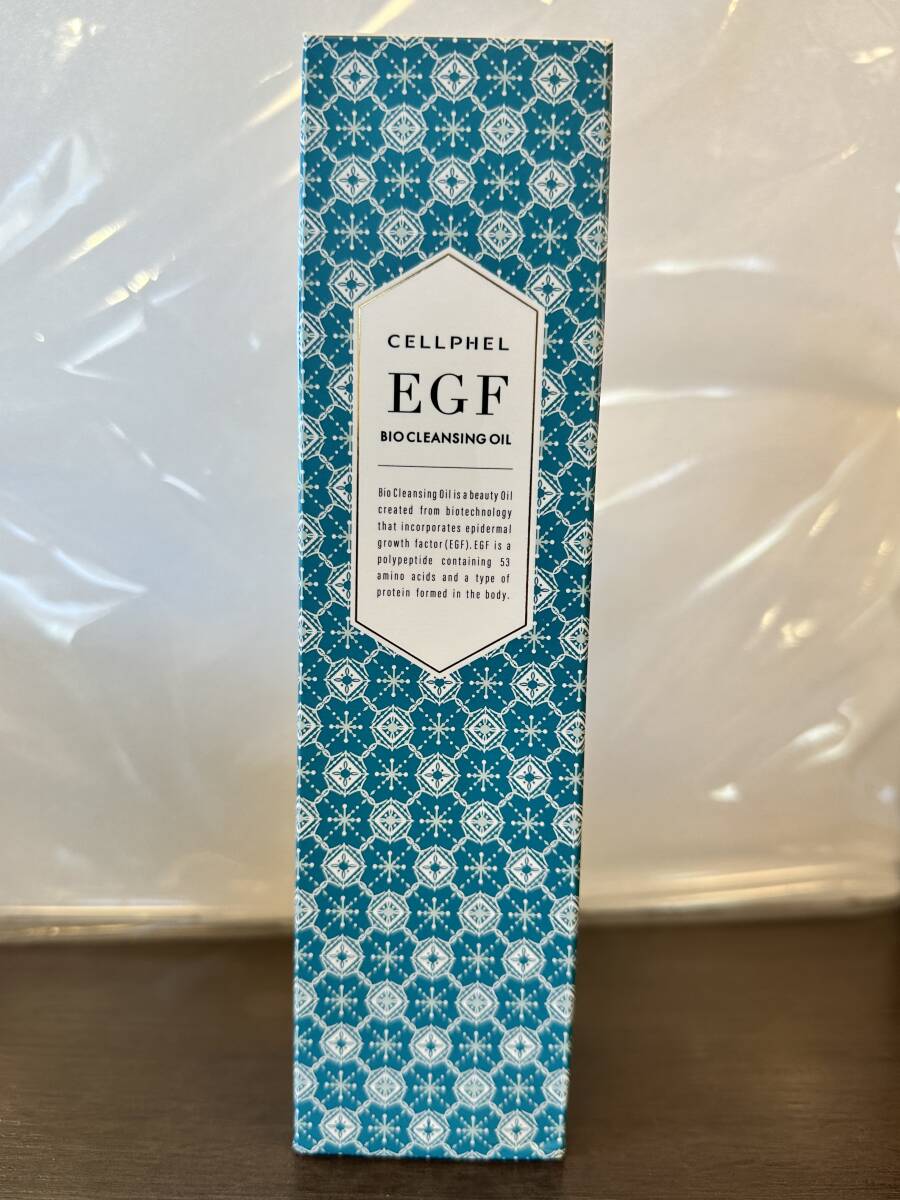 CELLPHEL
EGF
BIO CLEANSING OIL
Bio Cleansing Oil is a beauty Oil
created from biotechnology
that incorporates epidermal
growth factor (EGF). EGF is a
polypeptide containing 53
amino acids and a type of
protein formed in the body.